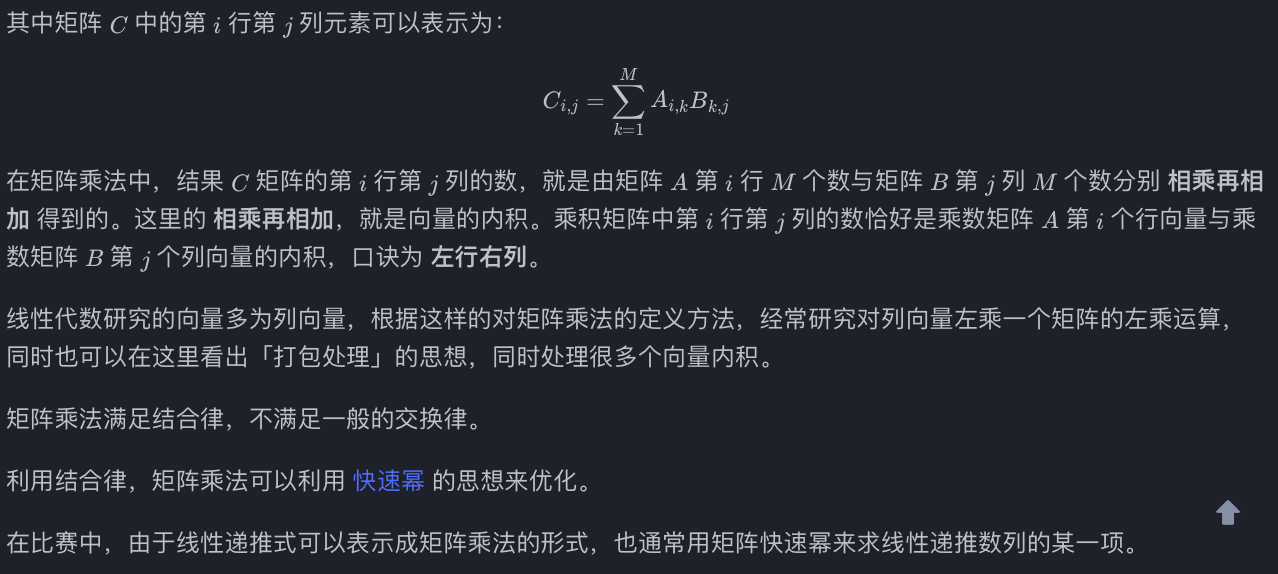 其中矩阵 C 中的第 i 行第 j 列元素可以表示为：
C_{i,j} = \sum_{k=1}^{M} A_{i,k} B_{k,j}
在矩阵乘法中，结果 C 矩阵的第 i 行第 j 列的数，就是由矩阵 A 第 i 行 M 个数与矩阵 B 第 j 列 M 个数分别 相乘再相
加 得到的。这里的 相乘再相加，就是向量的内积。乘积矩阵中第 i 行第 j 列的数恰好是乘数矩阵 A 第 i 个行向量与乘
数矩阵 B 第 j 个列向量的内积，口诀为 左行右列。
线性代数研究的向量多为列向量，根据这样的对矩阵乘法的定义方法，经常研究对列向量左乘一个矩阵的左乘运算，
同时也可以在这里看出「打包处理」的思想，同时处理很多个向量内积。
矩阵乘法满足结合律，不满足一般的交换律。
利用结合律，矩阵乘法可以利用 快速幂 的思想来优化。
在比赛中，由于线性递推式可以表示成矩阵乘法的形式，也通常用矩阵快速幂来求线性递推数列的某一项。